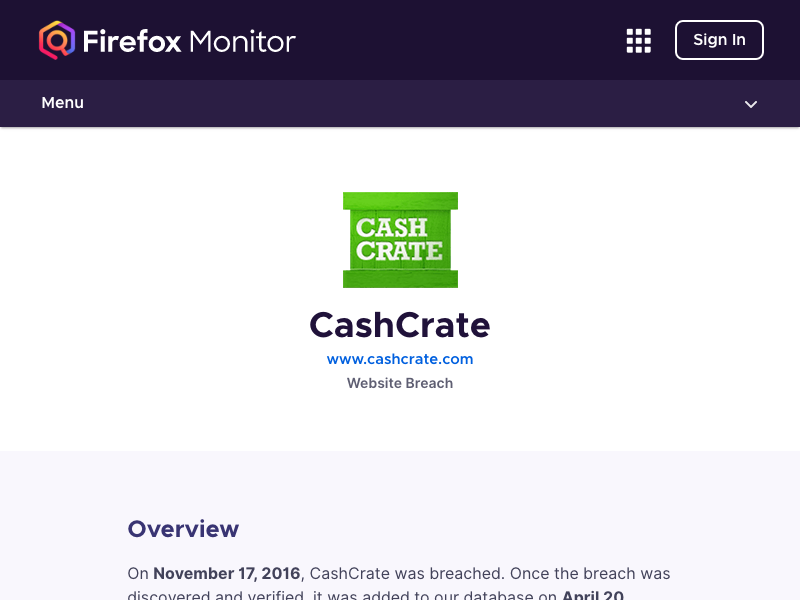 Firefox Monitor
Sign In
Menu
CASH
CRATE
CashCrate
www.cashcrate.com
Website Breach
Overview
On November 17, 2016, CashCrate was breached. Once the breach was
discovered and verified, it was added to our database on April 20,